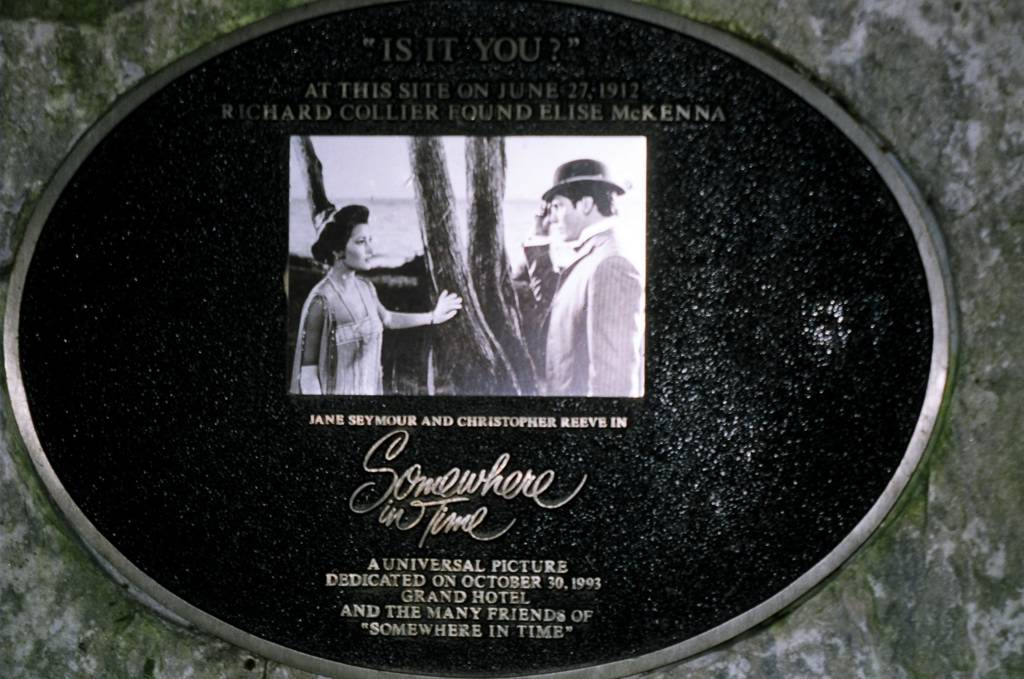 "IS IT YOU?"
AT THIS SITE ON JUNE 27, 1912
RICHARD COLLIER FOUND ELISE McKENNA
JANE SEYMOUR AND CHRISTOPHER REEVE IN
Somewhere
in Time
A UNIVERSAL PICTURE
DEDICATED ON OCTOBER 30, 1993
GRAND HOTEL
AND THE MANY FRIENDS OF
"SOMEWHERE IN TIME"